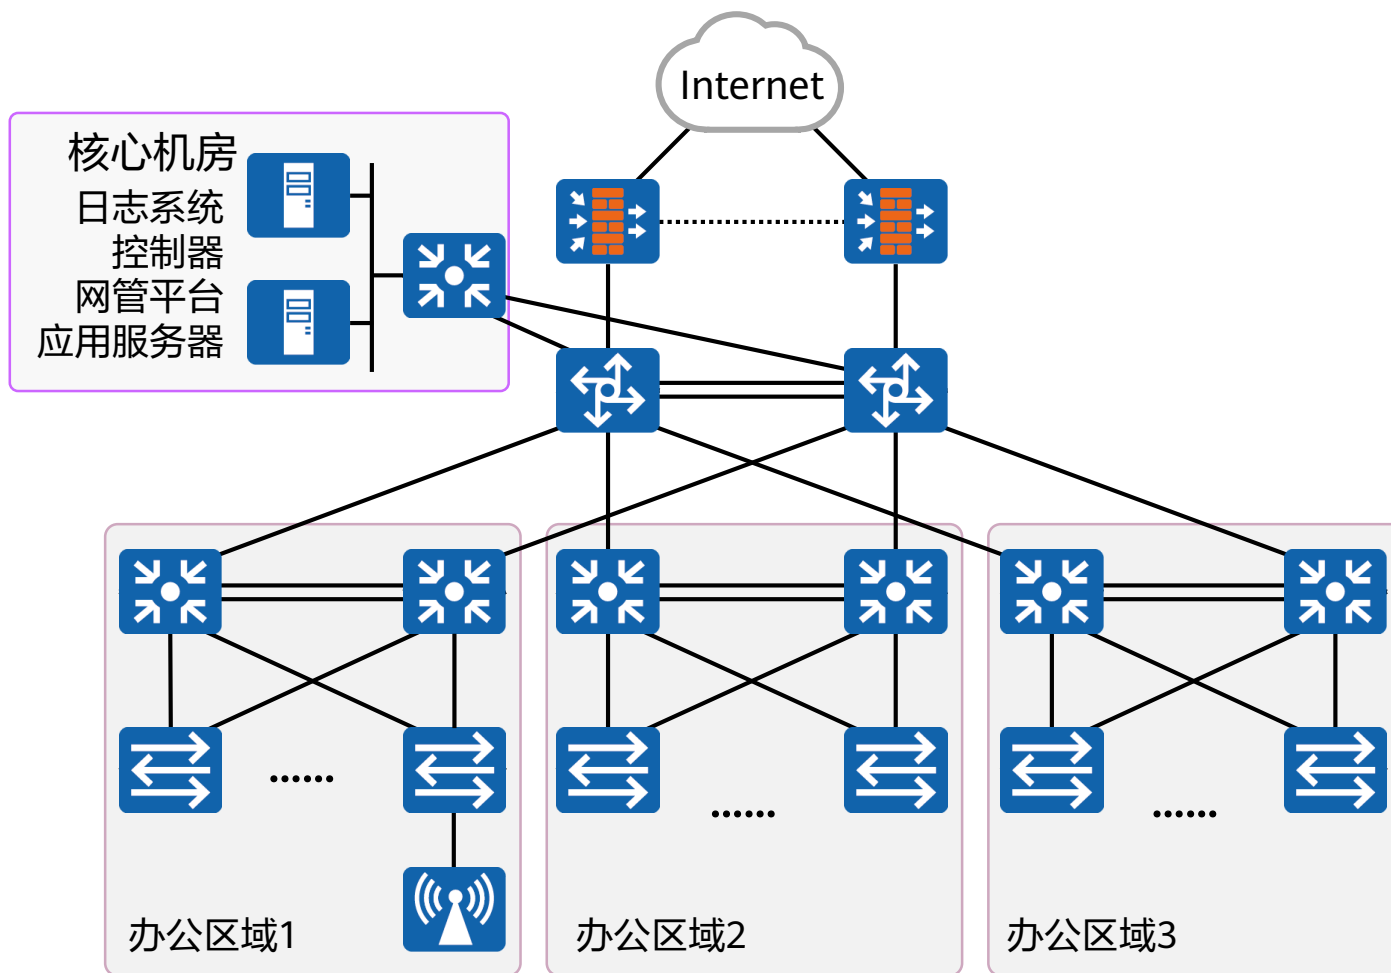 Internet
核心机房
日志系统
控制器
网管平台
应用服务器
......
......
......
办公区域1
办公区域2
办公区域3